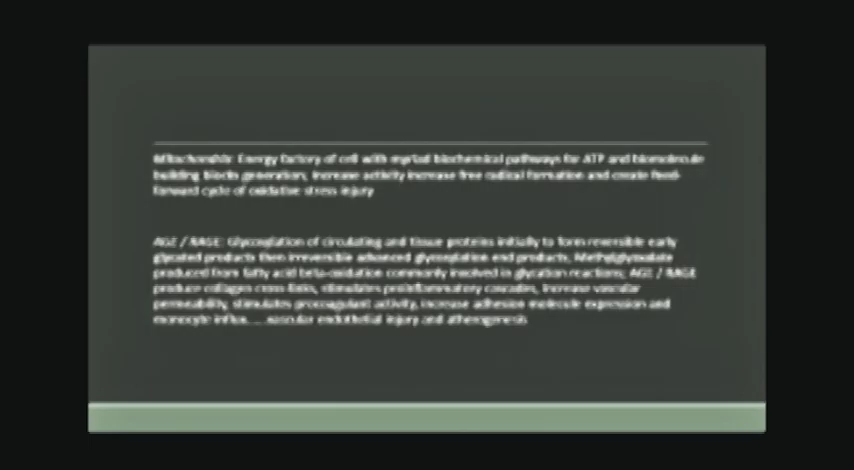 Mitochondria: Energy factory of cell with myriad biochemical pathways for ATP and biomolecule
building blocks generation, increase activity increase free radical formation and create feed-
forward cycle of oxidative stress injury
AGE / RAGE: Glycosylation of circulating and tissue proteins initially to form reversible early
glycated products then irreversible advanced glycosylation end products, Methylglyoxalate
produced from fatty acid beta-oxidation commonly involved in glycation reactions; AGE / RAGE
produce collagen cross links, stimulates proinflammatory cascades, increase vascular
permeability, stimulates procoagulant activity, increase adhesion molecule expression and
monocyte influx.....vascular endothelial injury and atherogenesis